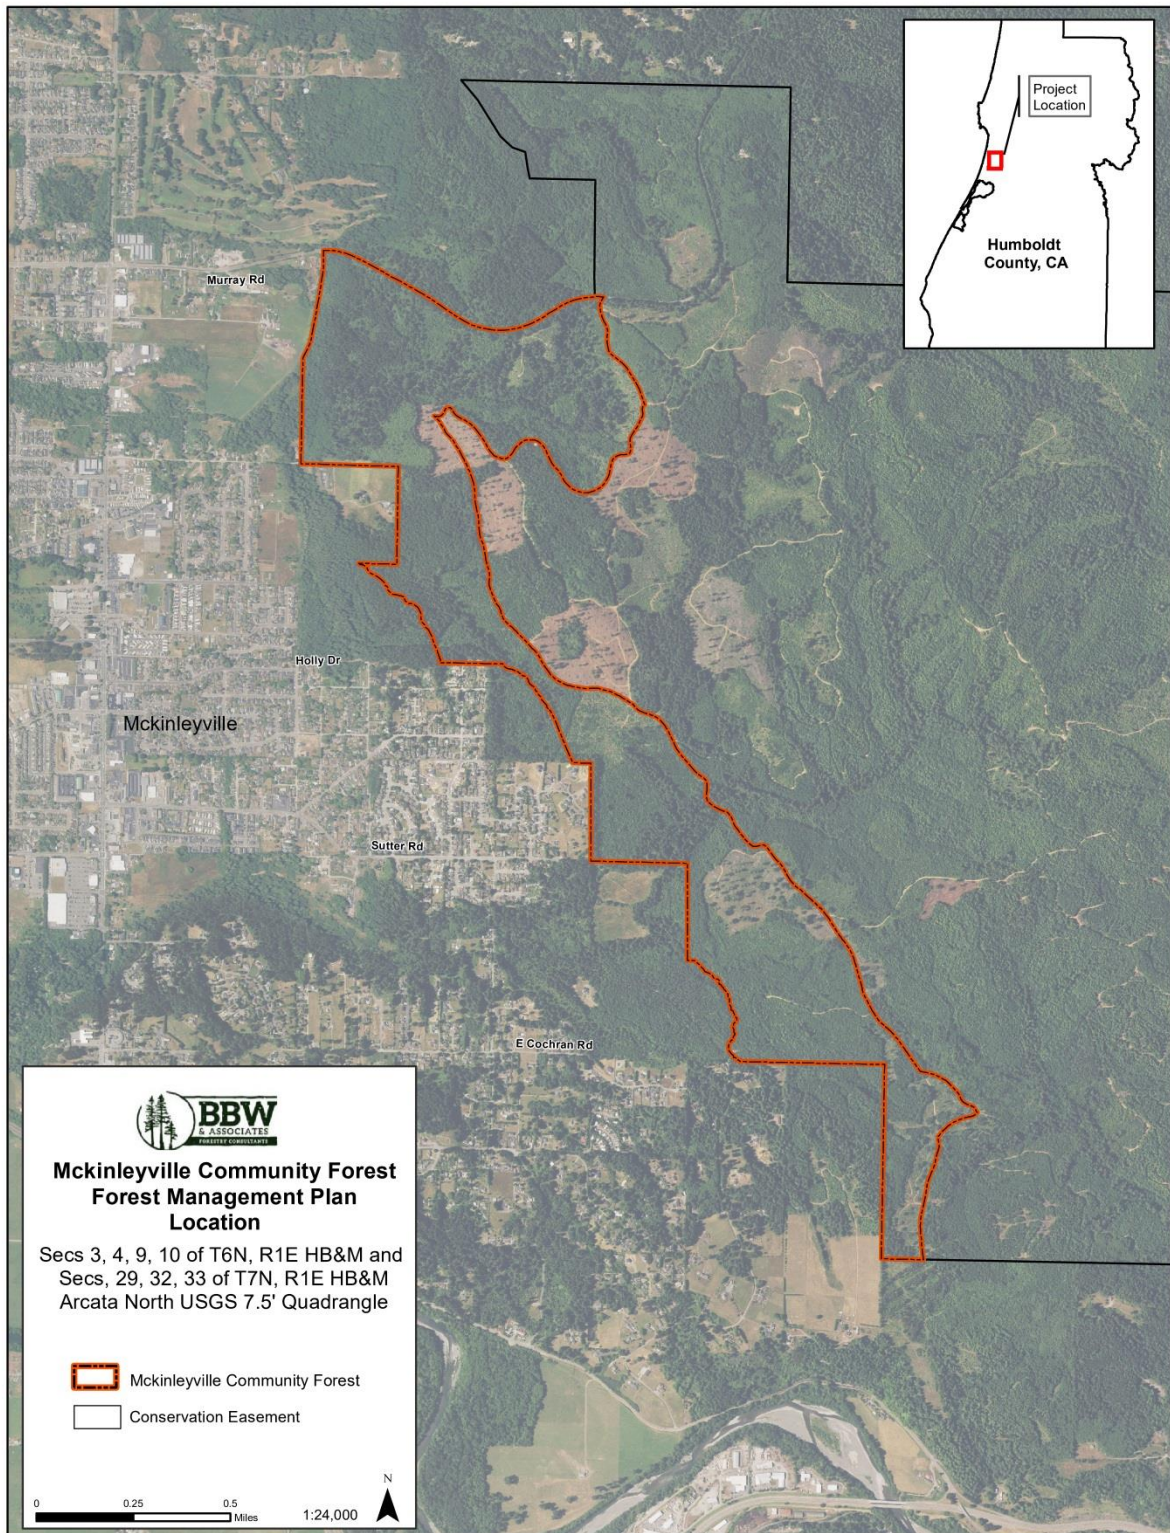 Project
Location
Humboldt
County, CA
Murray Rd
Holly Dr
Mckinleyville
Sutter Rd
E Cochran Rd
BBW
& ASSOCIATES
FORESTRY CONSULTANTS
Mckinleyville Community Forest
Forest Management Plan
Location
Secs 3, 4, 9, 10 of T6N, R1E HB&M and
Secs, 29, 32, 33 of T7N, R1E HB&M
Arcata North USGS 7.5' Quadrangle
Mckinleyville Community Forest
Conservation Easement
N
0 0.25 0.5
Miles
1:24,000